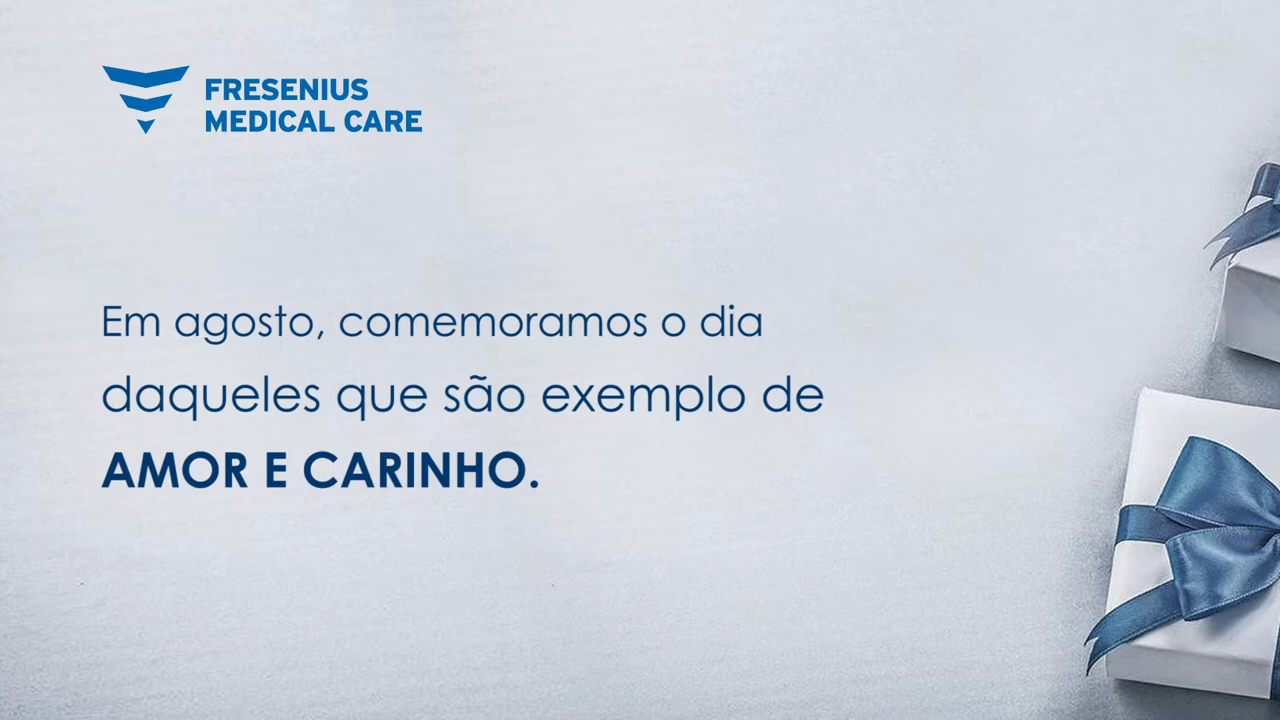 FRESENIUS
MEDICAL CARE
Em agosto, comemoramos o dia
daqueles que são exemplo de
AMOR E CARINHO.